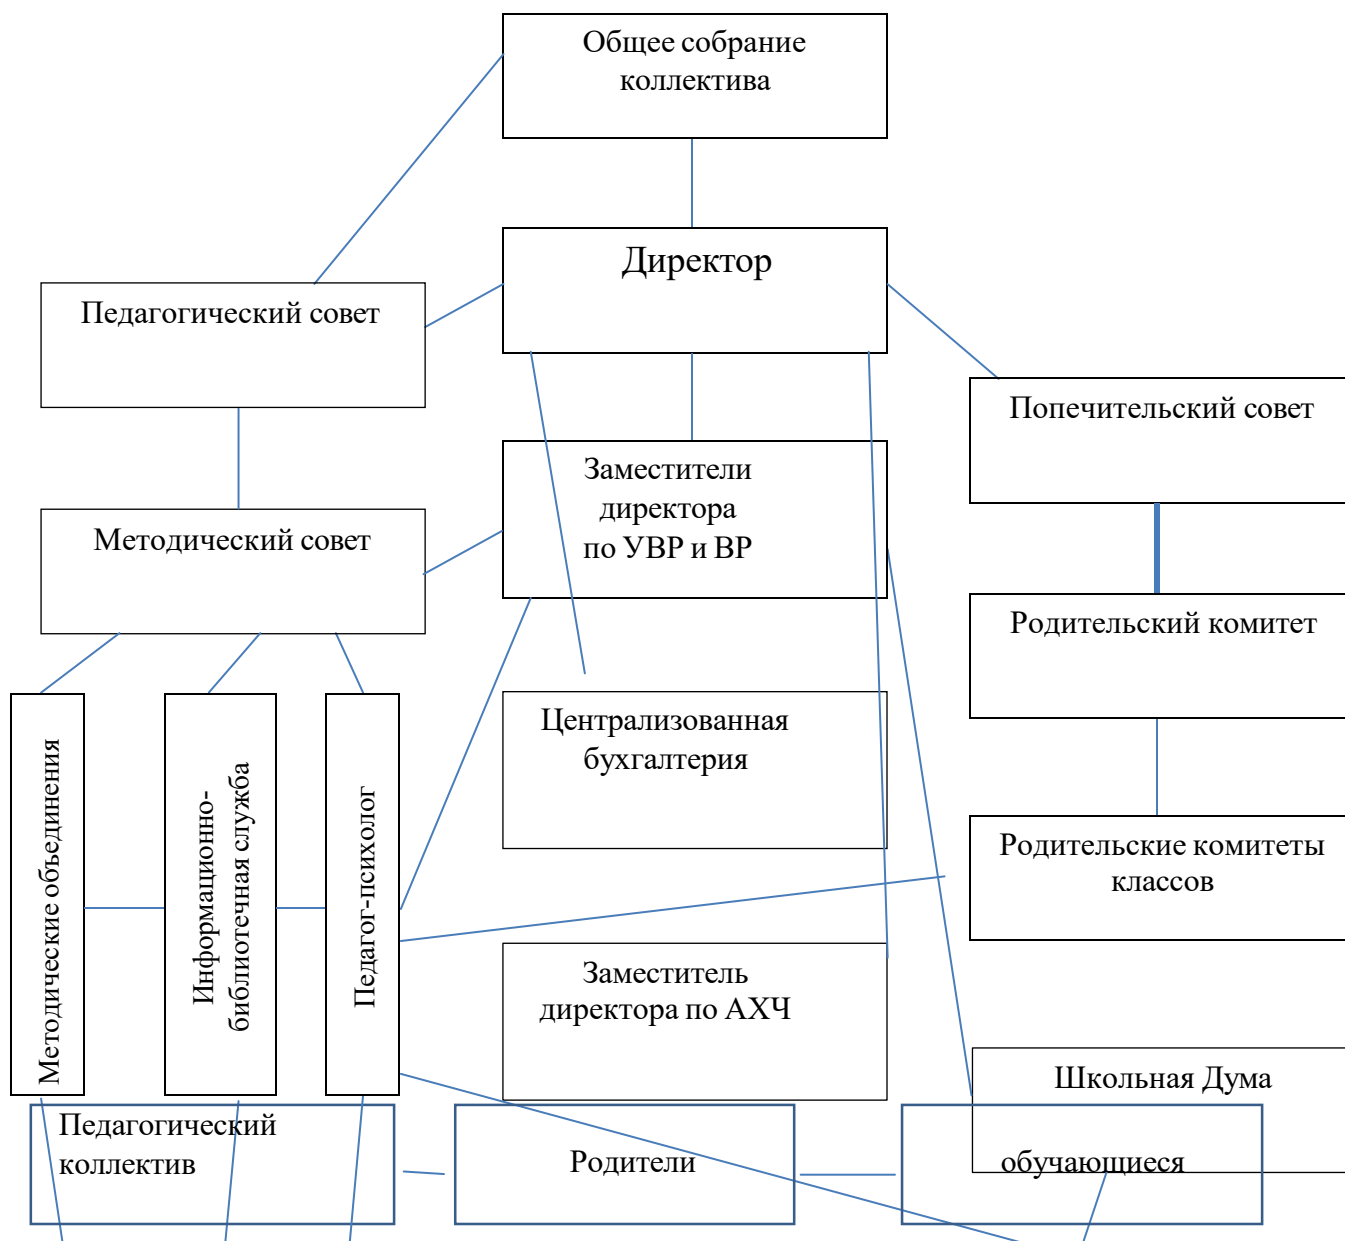 Общее собрание
коллектива
Директор
Педагогический совет
Попечительский совет
Заместители
директора
по УВР и ВР
Методический совет
Родительский комитет
Централизованная
бухгалтерия
Методические объединения
Информационно-
библиотечная служба
Педагог-психолог
Родительские комитеты
классов
Заместитель
директора по АХЧ
Школьная Дума
Педагогический
коллектив
Родители
обучающиеся